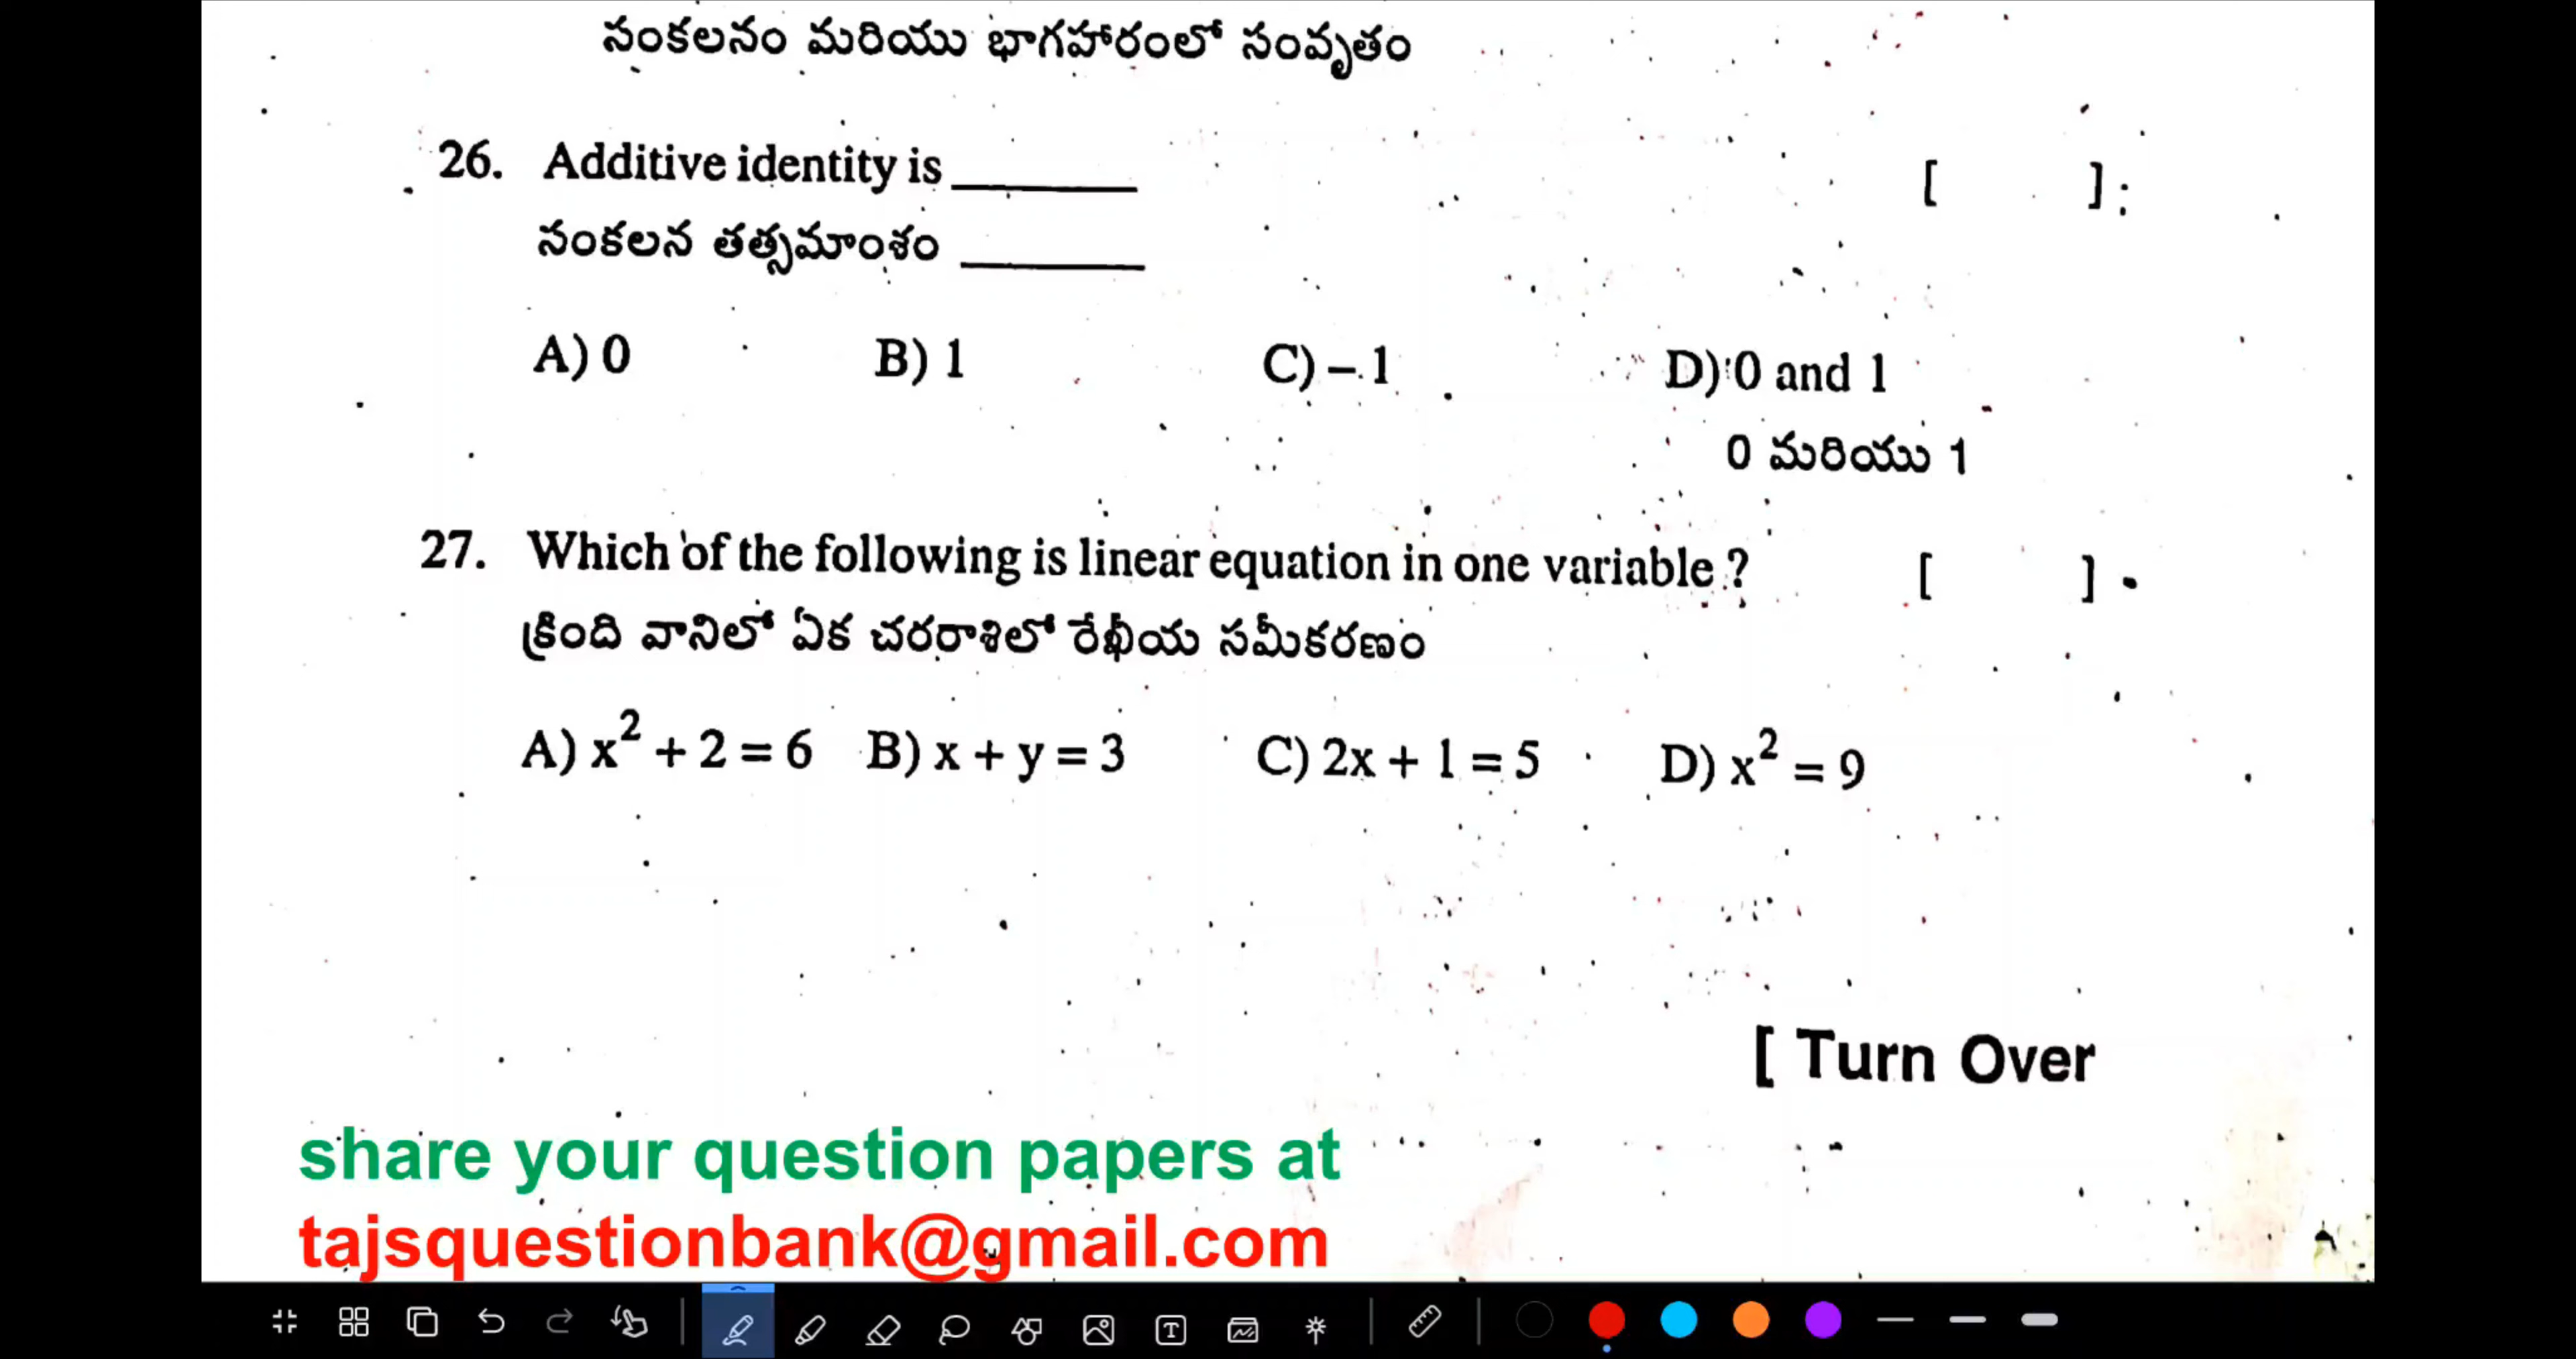 సంకలనం మరియు భాగహారంలో సంవృతం
26. Additive identity is ________ [ ]
సంకలన తత్సమాంశం ________
A) 0 B) 1 C) – 1 D) 0 and 1
0 మరియు 1
27. Which of the following is linear equation in one variable ? [ ]
క్రింది వానిలో ఏక చరరాశిలో రేఖీయ సమీకరణం
A) x² + 2 = 6 B) x + y = 3 C) 2x + 1 = 5 D) x² = 9
[ Turn Over
share your question papers at
tajsquestionbank@gmail.com